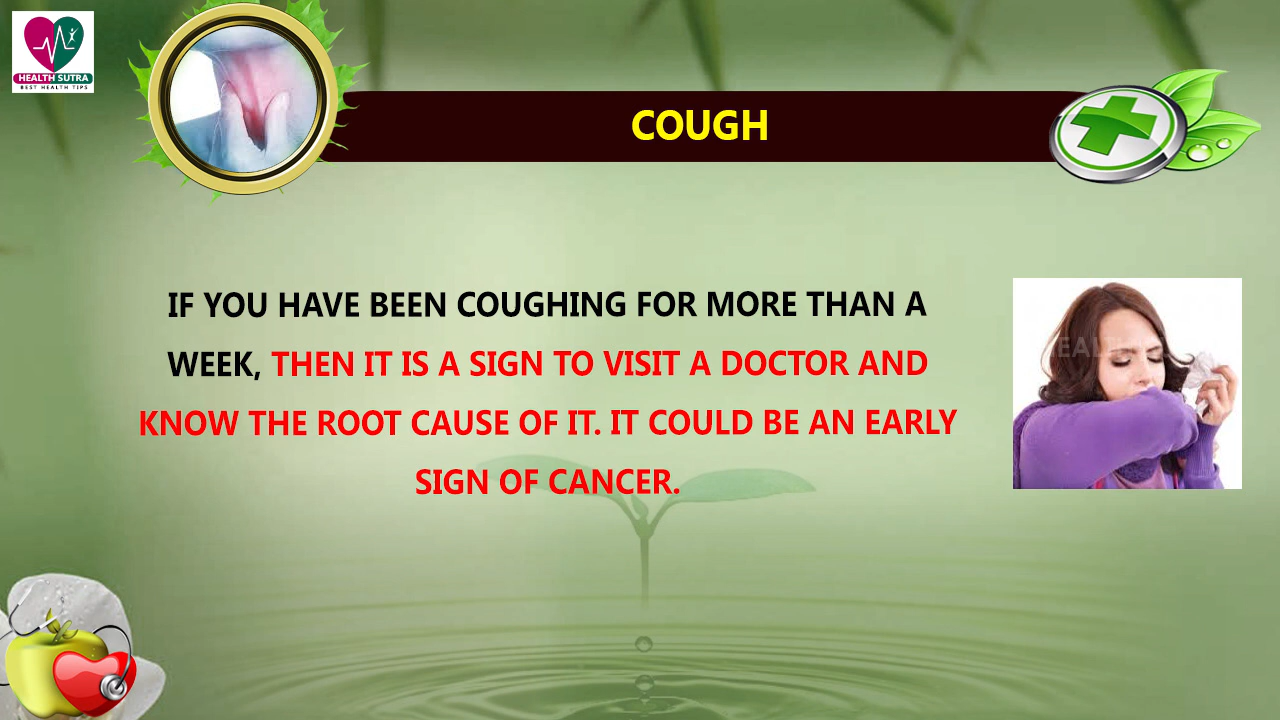 HEALTH SUTRA
BEST HEALTH TIPS
COUGH
IF YOU HAVE BEEN COUGHING FOR MORE THAN A
WEEK, THEN IT IS A SIGN TO VISIT A DOCTOR AND
KNOW THE ROOT CAUSE OF IT. IT COULD BE AN EARLY
SIGN OF CANCER.